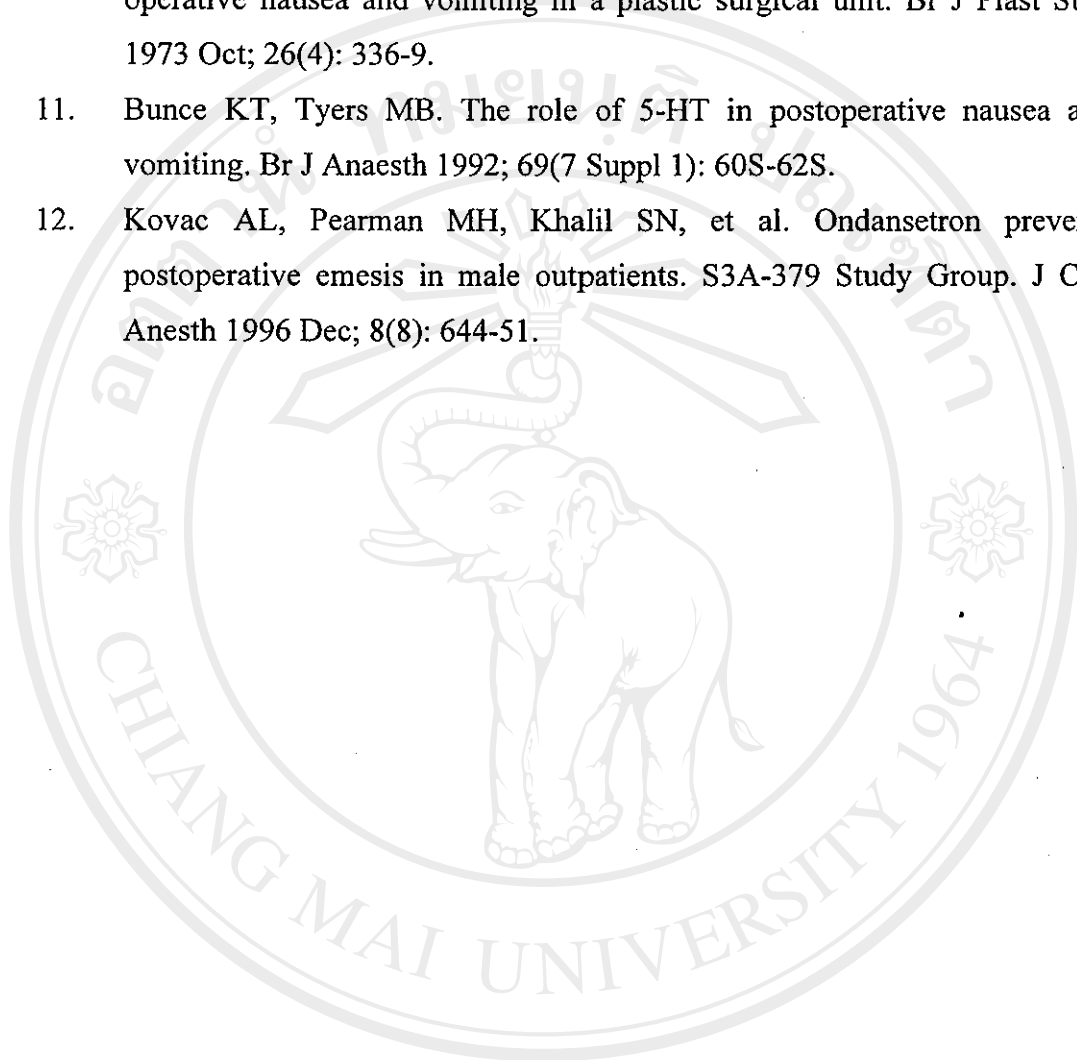 operative nausea and vomiting in a plastic surgical unit. Br J Plast
1973 Oct; 26(4): 336-9.
11. Bunce KT, Tyers MB. The role of 5-HT in postoperative nausea a
vomiting. Br J Anaesth 1992; 69(7 Suppl 1): 60S-62S.
12. Kovac AL, Pearman MH, Khalil SN, et al. Ondansetron preve
postoperative emesis in male outpatients. S3A-379 Study Group. J C
Anesth 1996 Dec; 8(8): 644-51.
CHIANG MAI UNIVERSITY 1964